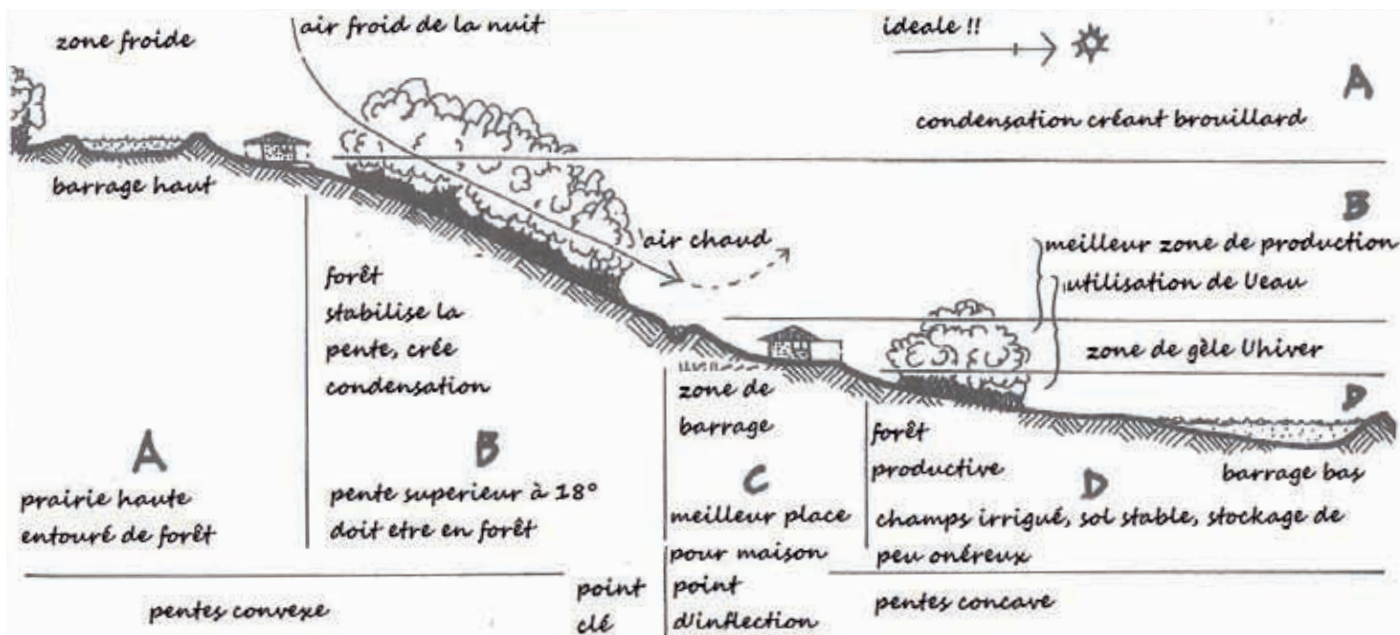 zone froide
air froid de la nuit
ideale !!
A
condensation créant brouillard
barrage haut
B
air chaud
meilleur zone de production
utilisation de l'eau
forêt
stabilise la
pente, crée
condensation
zone de gèle l'hiver
zone de
barrage
D
forêt
productive
barrage bas
A
prairie haute
entouré de forêt
B
pente superieur à 18°
doit etre en forêt
C
meilleur place
pour maison
D
champs irrigué, sol stable, stockage de
peu onéreux
pentes convexe
point
clé
point
d'inflection
pentes concave